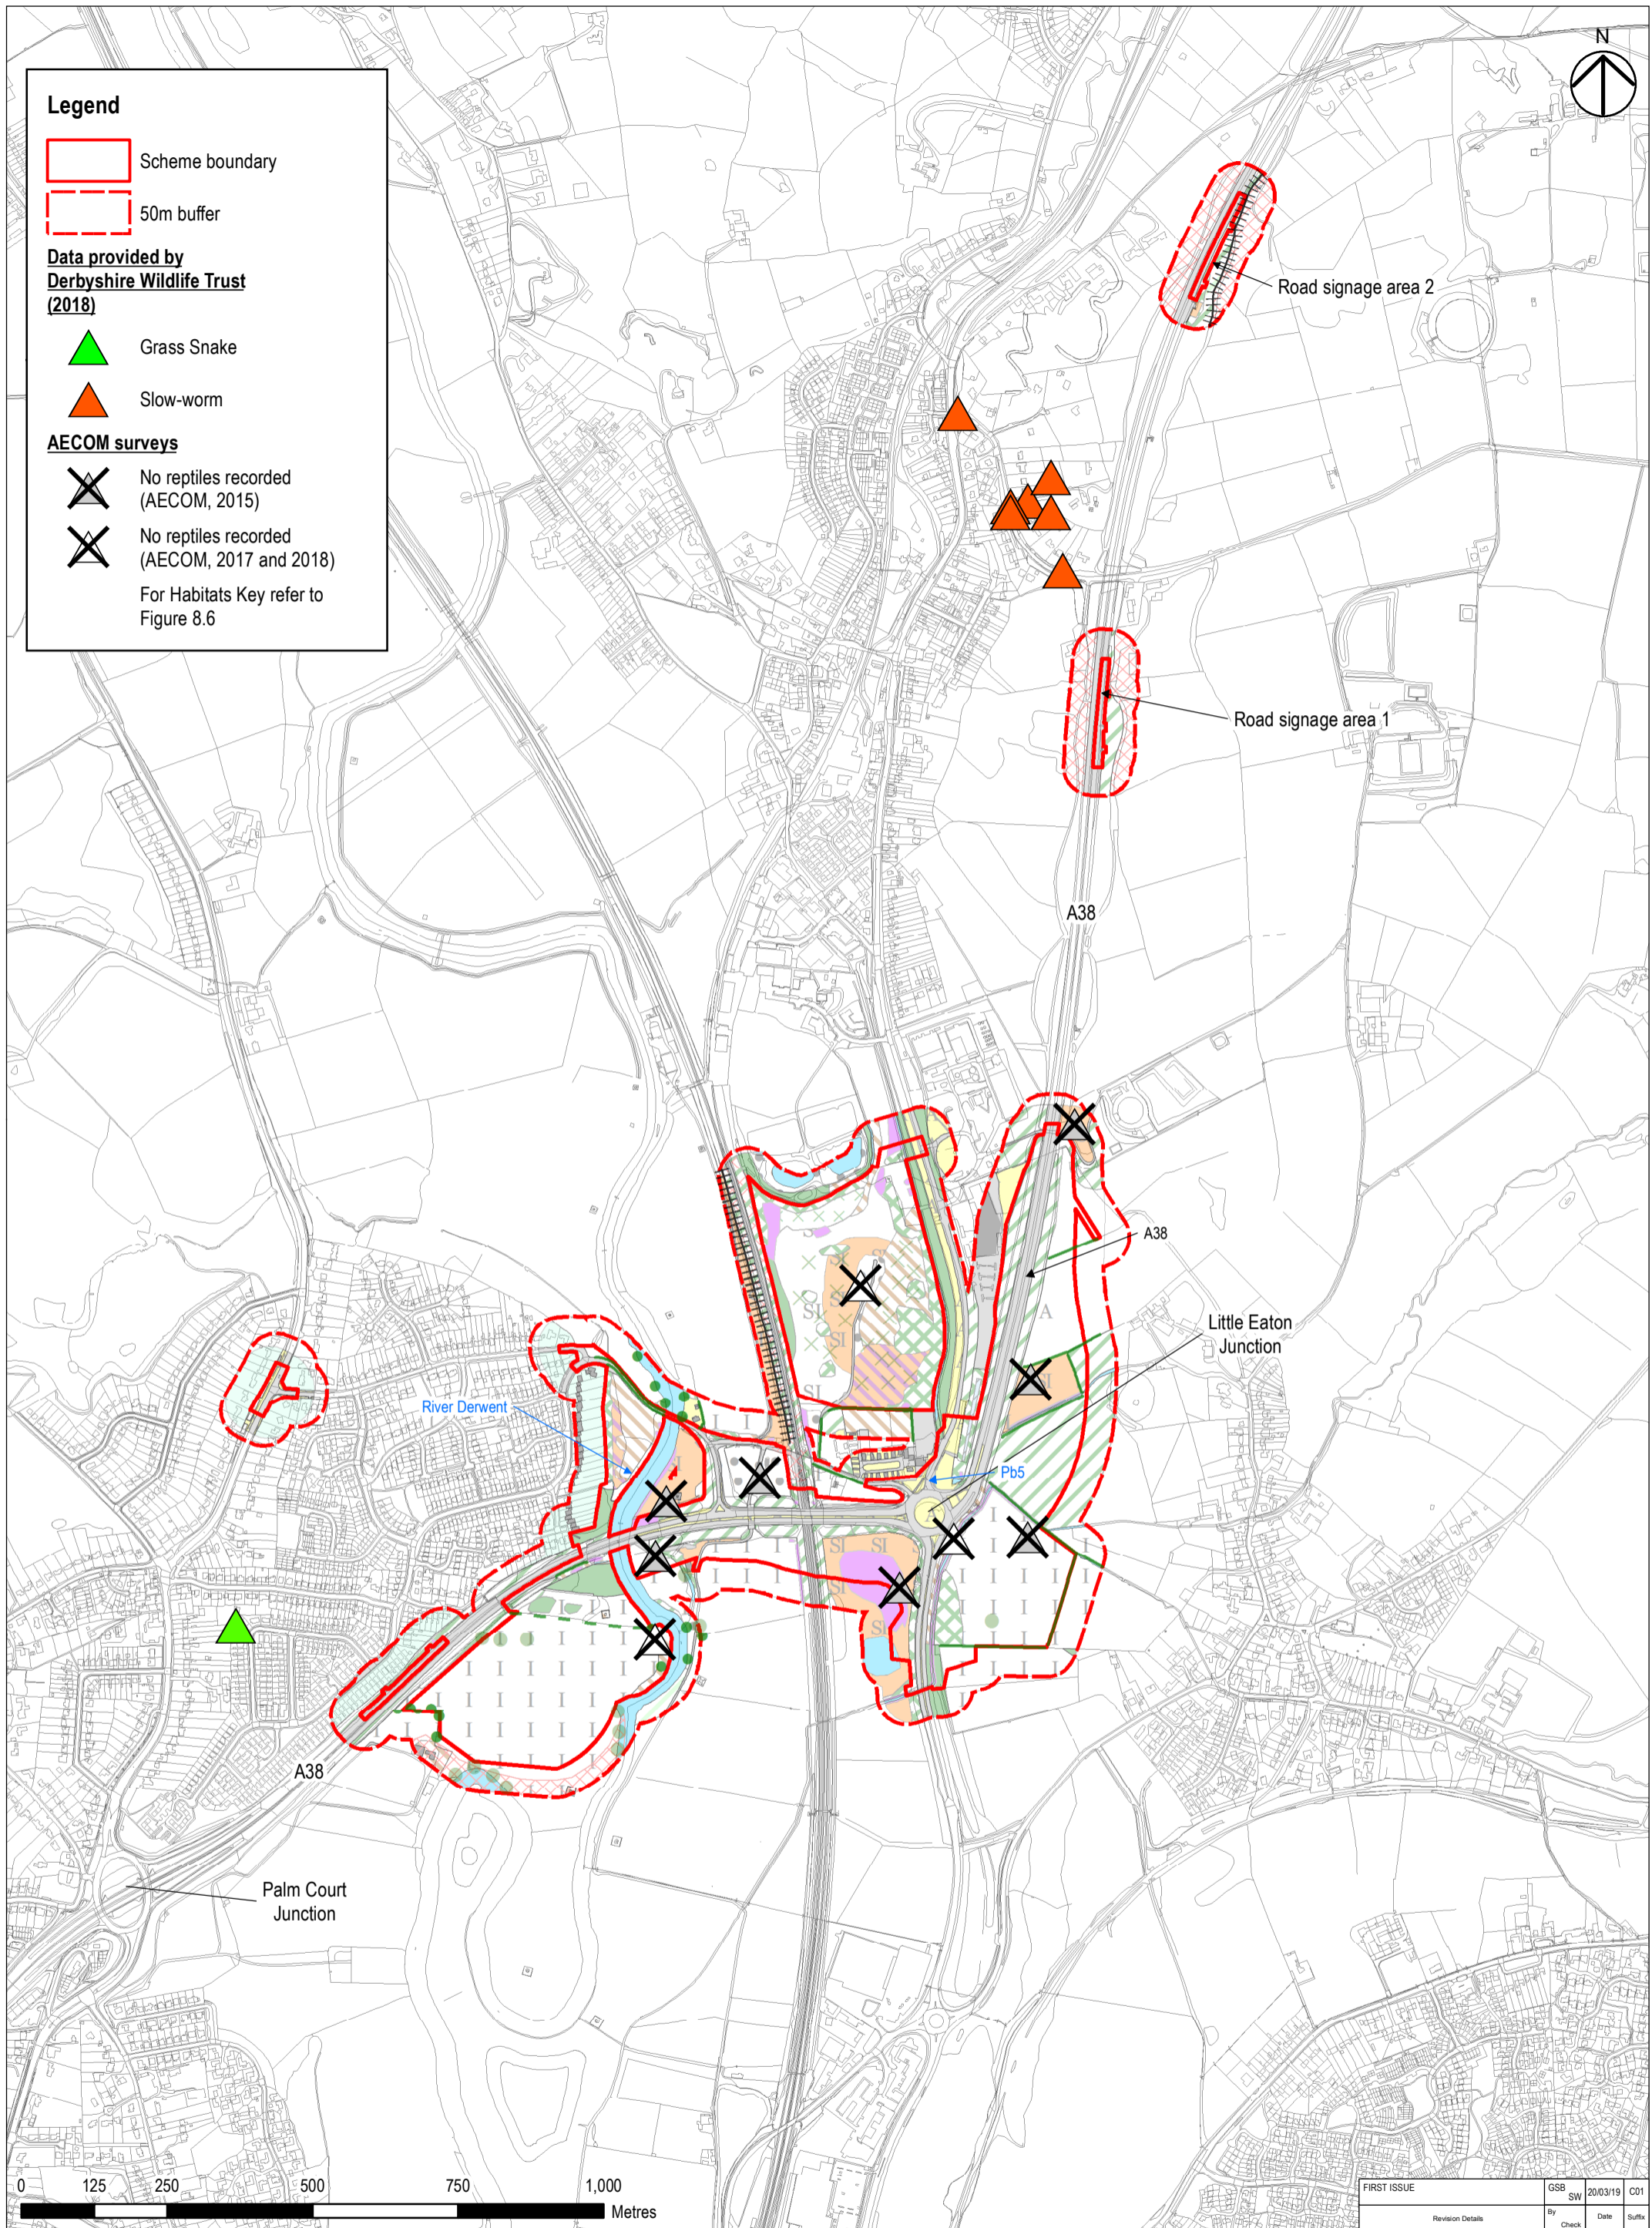 N
Legend
Scheme boundary
50m buffer
Data provided by
Derbyshire Wildlife Trust
(2018)
Grass Snake
Slow-worm
AECOM surveys
No reptiles recorded
(AECOM, 2015)
No reptiles recorded
(AECOM, 2017 and 2018)
For Habitats Key refer to
Figure 8.6
Road signage area 2
Road signage area 1
A38
A38
Little Eaton
Junction
River Derwent
Pb5
A38
Palm Court
Junction
0 125 250 500 750 1,000
Metres
FIRST ISSUE GSB SW 20/03/19 C01
Revision Details By Check Date Suffix